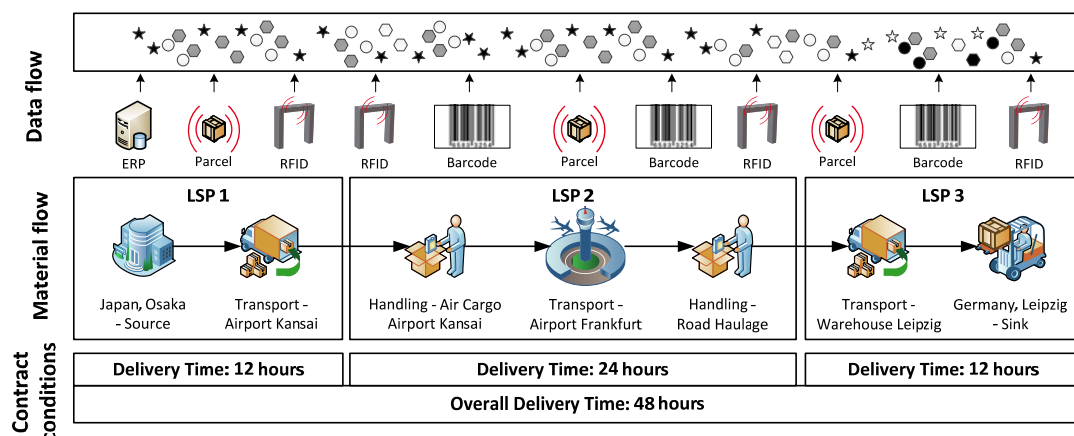 Data flow
ERP
Parcel
RFID
RFID
Barcode
Parcel
Barcode
RFID
Parcel
Barcode
RFID
Material flow
LSP 1
LSP 2
LSP 3
Japan, Osaka
- Source
Transport -
Airport Kansai
Handling - Air Cargo
Airport Kansai
Transport -
Airport Frankfurt
Handling -
Road Haulage
Transport -
Warehouse Leipzig
Germany, Leipzig
- Sink
Contract
conditions
Delivery Time: 12 hours
Delivery Time: 24 hours
Delivery Time: 12 hours
Overall Delivery Time: 48 hours